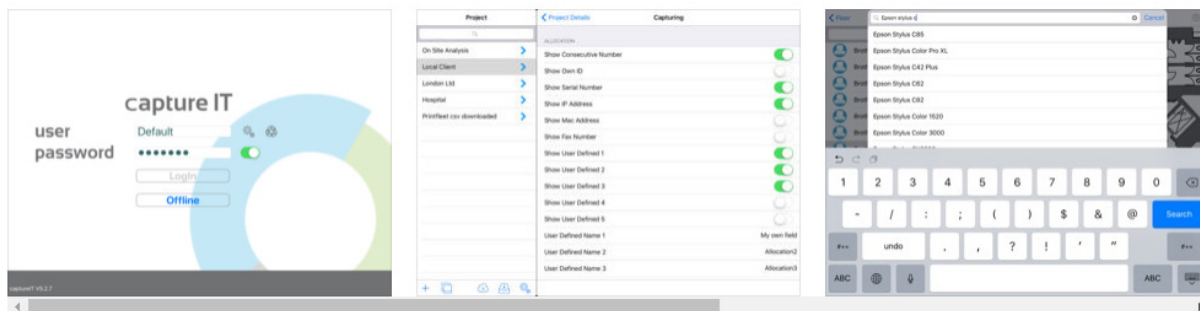 capture IT
user
Default
password
Login
Offline
captureIT V5.2.7
Project
On Site Analysis
Local Client
London Ltd
Hospital
Printfleet csv downloaded
Project Details
Capturing
ALLOCATION
Show Consecutive Number
Show Own ID
Show Serial Number
Show IP Address
Show Mac Address
Show Fax Number
Show User Defined 1
Show User Defined 2
Show User Defined 3
Show User Defined 4
Show User Defined 5
User Defined Name 1 My own field
User Defined Name 2 Allocation2
User Defined Name 3 Allocation3
Floor
Epson stylus c
Cancel
Epson Stylus C85
Epson Stylus Color Pro XL
Epson Stylus C42 Plus
Epson Stylus C62
Epson Stylus C82
Epson Stylus Color 1520
Epson Stylus Color 3000
1 2 3 4 5 6 7 8 9 0
- / : ; ( ) $ & @ Search
#+= undo . , ? ! ' " #+=
ABC ABC